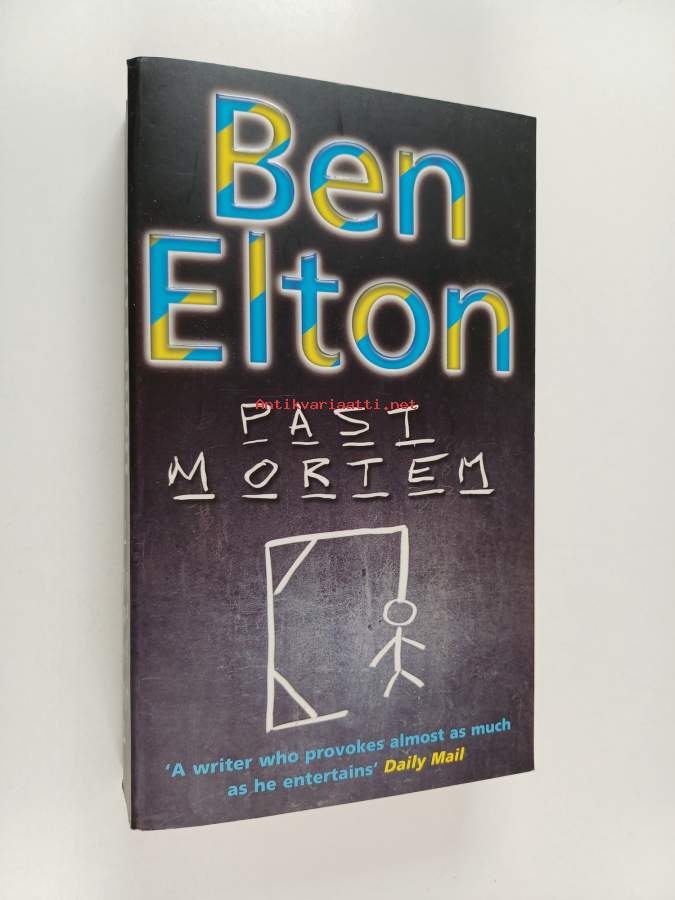 Ben
Elton
Antikvariaatti.net
PAST
MORTEM
'A writer who provokes almost as much
as he entertains' Daily Mail